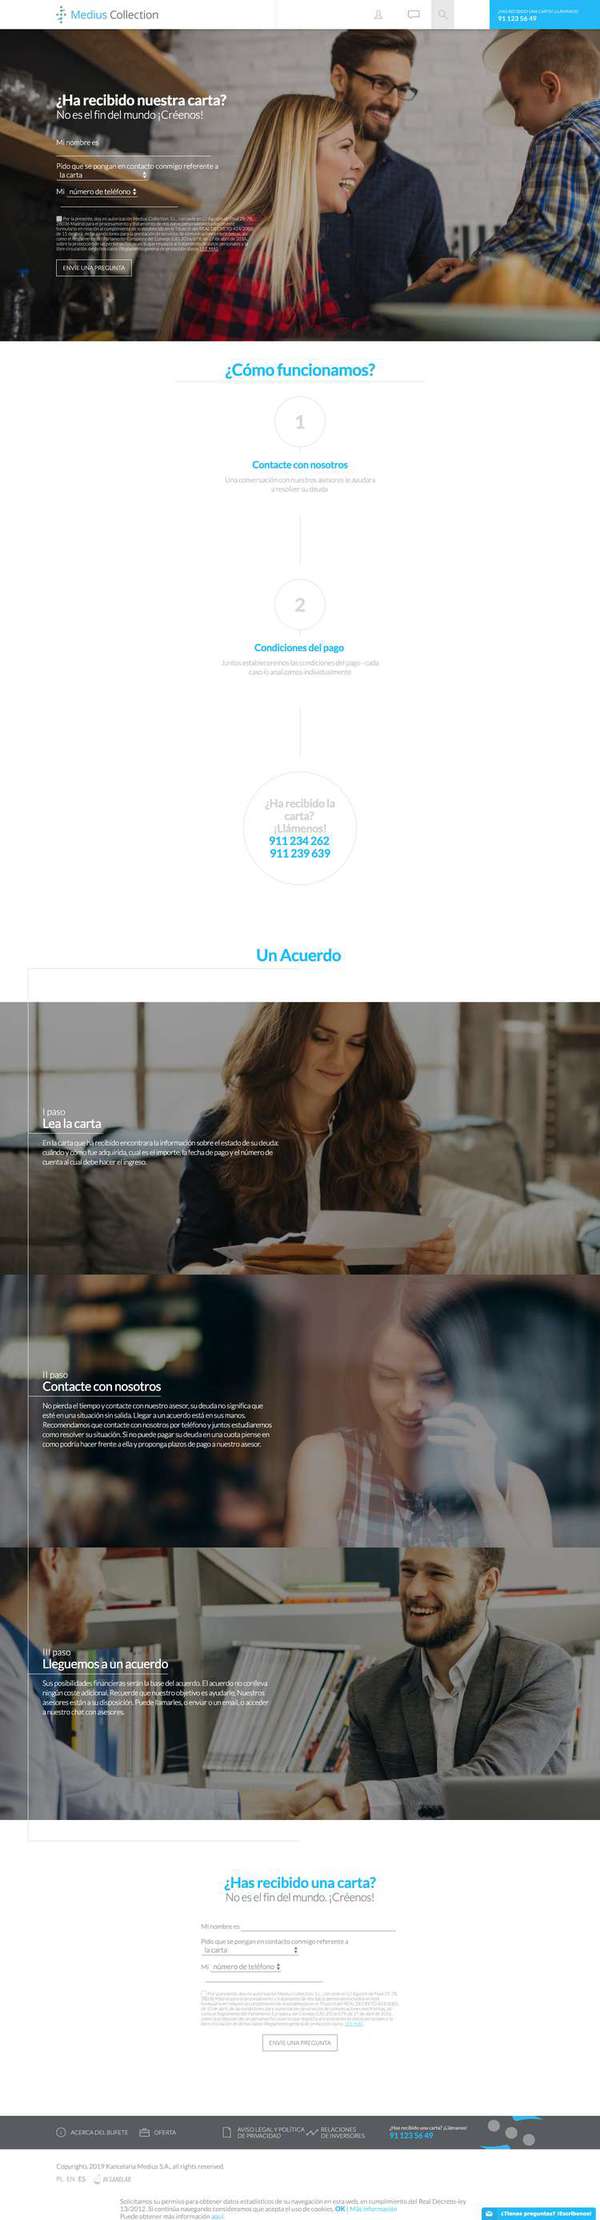 Medius Collection
¿HAS RECIBIDO UNA CARTA? ¡LLÁMANOS!
91 123 56 49
¿Ha recibido nuestra carta?
No es el fin del mundo ¡Créenos!
Mi nombre es
Pido que se pongan en contacto conmigo referente a
la carta
Mi número de teléfono
ENVÍE UNA PREGUNTA
¿Cómo funcionamos?
1
Contacte con nosotros
Una conversación con nuestros asesores le ayudara
a resolver su deuda
2
Condiciones del pago
Juntos estableceremos las condiciones del pago - cada
caso lo analizamos individualmente
¿Ha recibido la
carta?
¡Llámenos!
911 234 262
911 239 639
Un Acuerdo
I paso
Lea la carta
En la carta que ha recibido encontrara la información sobre el estado de su deuda:
cuándo y cómo fue adquirida, cual es el importe, la fecha de pago y el número de
cuenta al cual debe hacer el ingreso.
II paso
Contacte con nosotros
No pierda el tiempo y contacte con nuestro asesor, su deuda no significa que
esté en una situación sin salida. Llegar a un acuerdo está en sus manos.
Recomendamos que contacte con nosotros por teléfono y juntos estudiaremos
como resolver su situación. Si no puede pagar su deuda en una cuota piense en
como podría hacer frente a ella y proponga plazos de pago a nuestro asesor.
III paso
Lleguemos a un acuerdo
Sus posibilidades financieras serán la base del acuerdo. El acuerdo no conlleva
ningún coste adicional. Recuerde que nuestro objetivo es ayudarle. Nuestros
asesores están a su disposición. Puede llamarles, o enviar o un email, o acceder
a nuestro chat con asesores.
¿Has recibido una carta?
No es el fin del mundo. ¡Créenos!
Mi nombre es
Pido que se pongan en contacto conmigo referente a
la carta
Mi número de teléfono
ENVÍE UNA PREGUNTA
ACERCA DEL BUFETE
OFERTA
AVISO LEGAL Y POLÍTICA
DE PRIVACIDAD
RELACIONES
DE INVERSORES
¿Has recibido una carta? ¡Llámanos!
91 123 56 49
Copyrights, 2019 Kancelaria Medius S.A., all rights reserved.
PL EN ES
Solicitamos su permiso para obtener datos estadísticos de su navegación en esta web, en cumplimiento del Real Decreto-ley
13/2012. Si continúa navegando consideramos que acepta el uso de cookies. OK | Más información
Puede obtener más información aquí.
¿Tienes preguntas? ¡Escríbenos!